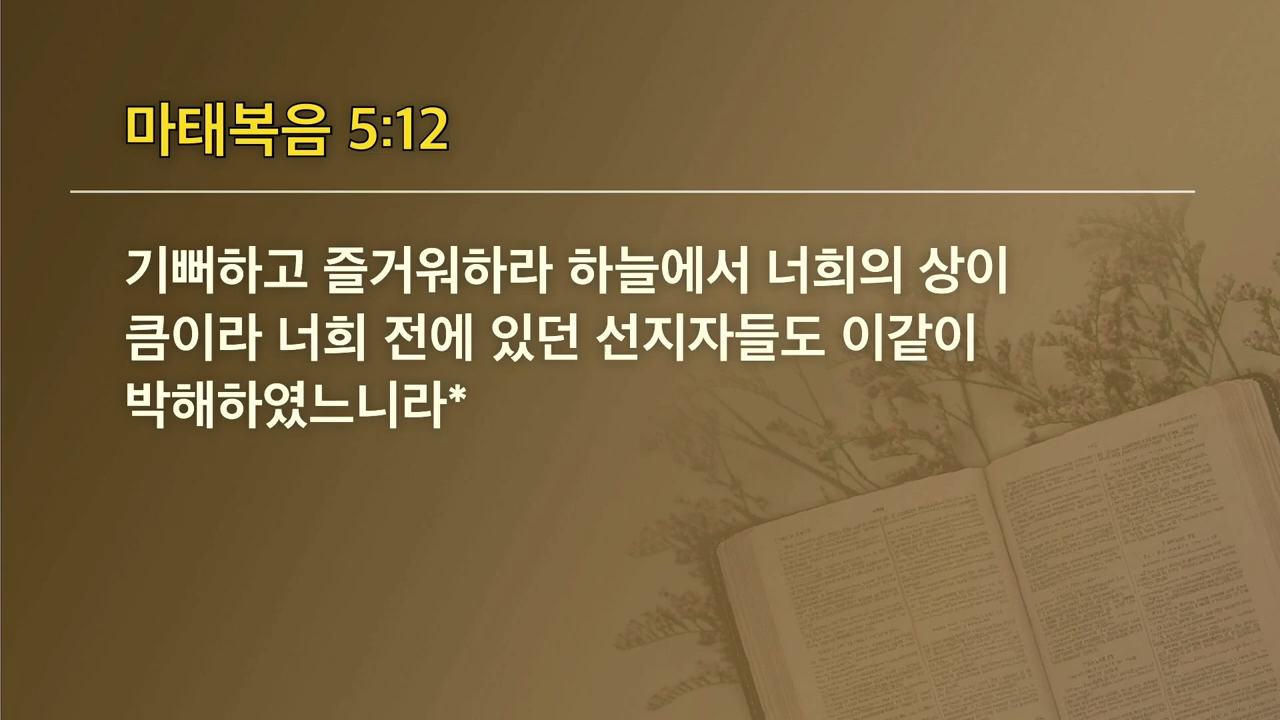 마태복음 5:12
기뻐하고 즐거워하라 하늘에서 너희의 상이
큼이라 너희 전에 있던 선지자들도 이같이
박해하였느니라*